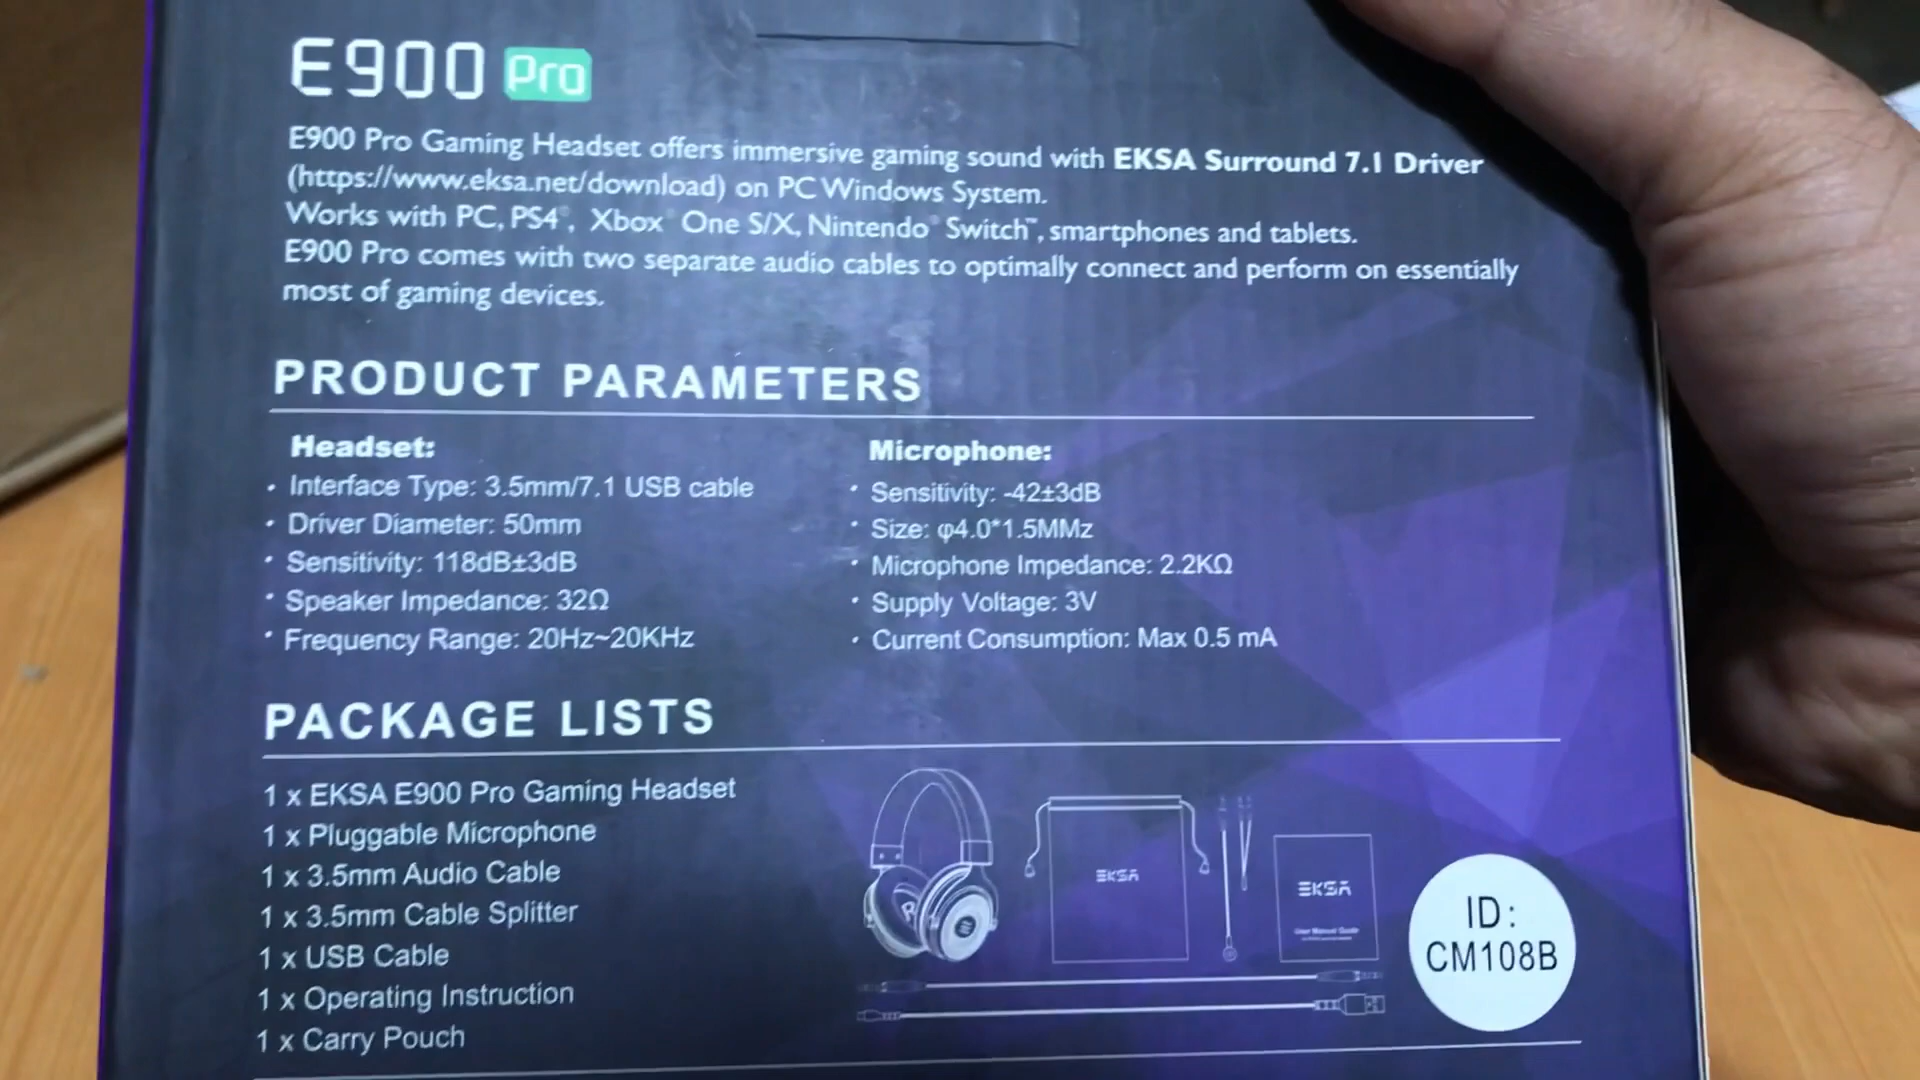 E900 Pro
E900 Pro Gaming Headset offers immersive gaming sound with EKSA Surround 7.1 Driver
(https://www.eksa.net/download) on PC Windows System.
Works with PC, PS4®, Xbox® One S/X, Nintendo® Switch™, smartphones and tablets.
E900 Pro comes with two separate audio cables to optimally connect and perform on essentially
most of gaming devices.
PRODUCT PARAMETERS
Headset:
· Interface Type: 3.5mm/7.1 USB cable
· Driver Diameter: 50mm
· Sensitivity: 118dB±3dB
· Speaker Impedance: 32Ω
· Frequency Range: 20Hz~20KHz
Microphone:
· Sensitivity: -42±3dB
· Size: φ4.0*1.5MMz
· Microphone Impedance: 2.2KΩ
· Supply Voltage: 3V
· Current Consumption: Max 0.5 mA
PACKAGE LISTS
1 x EKSA E900 Pro Gaming Headset
1 x Pluggable Microphone
1 x 3.5mm Audio Cable
1 x 3.5mm Cable Splitter
1 x USB Cable
1 x Operating Instruction
1 x Carry Pouch
R
EKSA
EKSA
User Manual Guide
ID:
CM108B